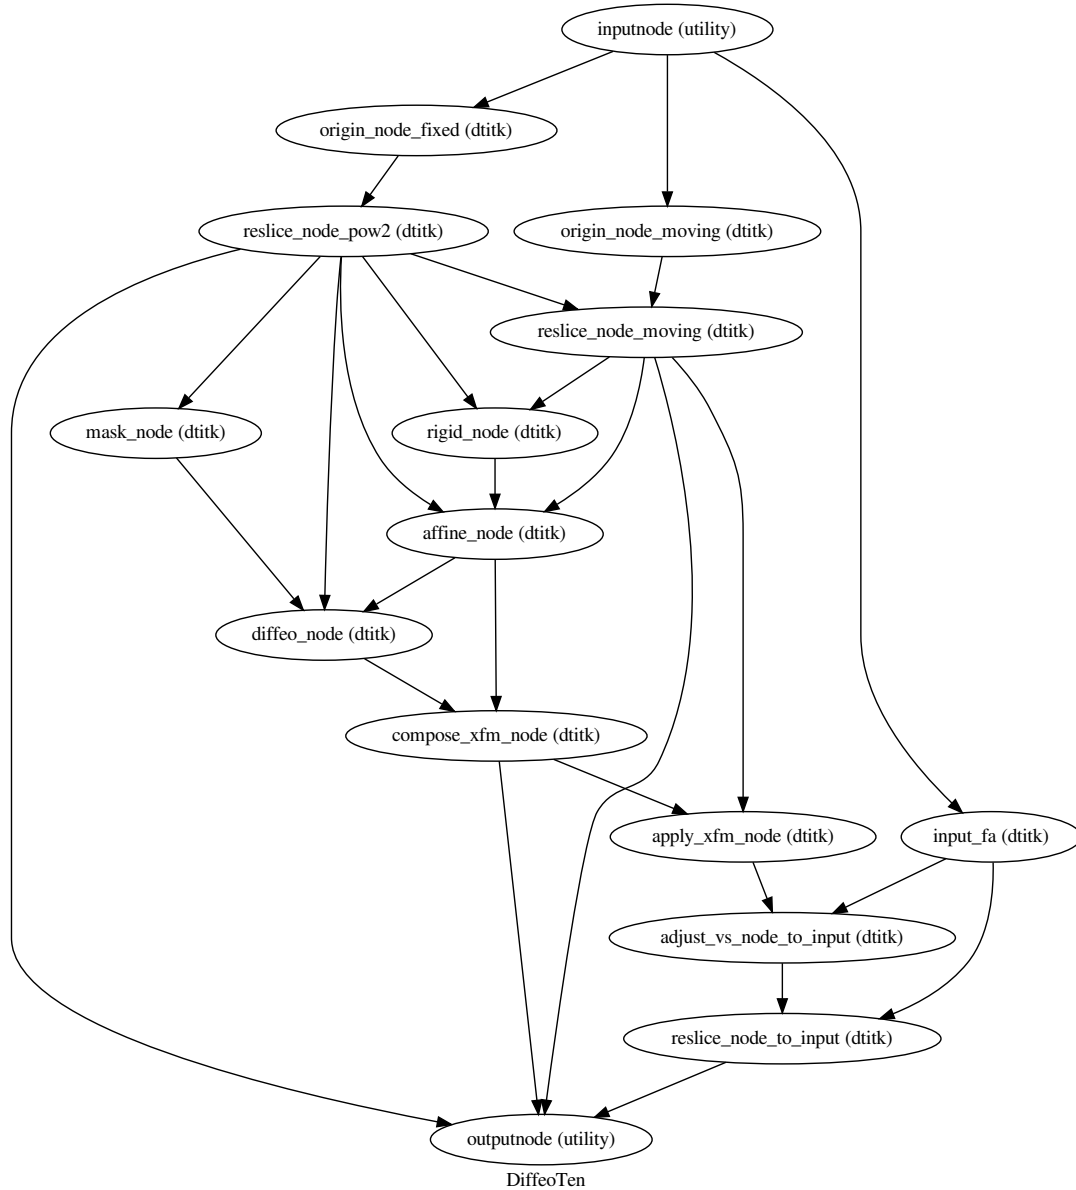 inputnode (utility)
origin_node_fixed (dtitk)
reslice_node_pow2 (dtitk)
origin_node_moving (dtitk)
reslice_node_moving (dtitk)
mask_node (dtitk)
rigid_node (dtitk)
affine_node (dtitk)
diffeo_node (dtitk)
compose_xfm_node (dtitk)
apply_xfm_node (dtitk)
input_fa (dtitk)
adjust_vs_node_to_input (dtitk)
reslice_node_to_input (dtitk)
outputnode (utility)
DiffeoTen